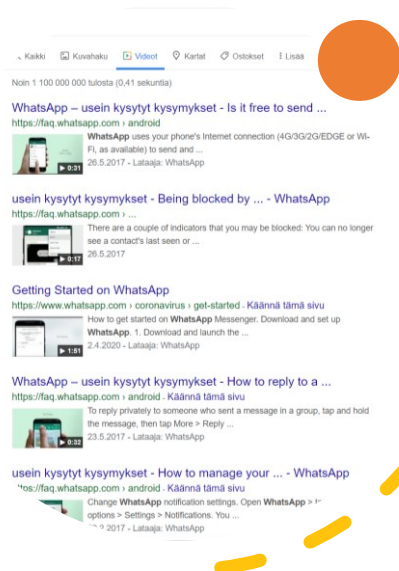 Kaikki Kuvahaku Videot Kartat Ostokset Lisää
Noin 1 100 000 000 tulosta (0,41 sekuntia)
WhatsApp – usein kysytyt kysymykset - Is it free to send ...
https://faq.whatsapp.com › android
WhatsApp uses your phone's Internet connection (4G/3G/2G/EDGE or Wi-
Fi, as available) to send and ...
0:31
26.5.2017 - Lataaja: WhatsApp
usein kysytyt kysymykset - Being blocked by ... - WhatsApp
https://faq.whatsapp.com › ...
There are a couple of indicators that you may be blocked: You can no longer
see a contact's last seen or ...
0:17
26.5.2017
Getting Started on WhatsApp
https://www.whatsapp.com › coronavirus › get-started - Käännä tämä sivu
How to get started on WhatsApp Messenger. Download and set up
WhatsApp. 1. Download and launch the ...
1:51
2.4.2020 - Lataaja: WhatsApp
WhatsApp – usein kysytyt kysymykset - How to reply to a ...
https://faq.whatsapp.com › android - Käännä tämä sivu
To reply privately to someone who sent a message in a group, tap and hold
the message, then tap More > Reply ...
0:32
23.5.2017 - Lataaja: WhatsApp
usein kysytyt kysymykset - How to manage your ... - WhatsApp
faq.whatsapp.com › android - Käännä tämä sivu
Change WhatsApp notification settings. Open WhatsApp >
options > Settings > Notifications. You ...
2017 - Lataaja: WhatsApp